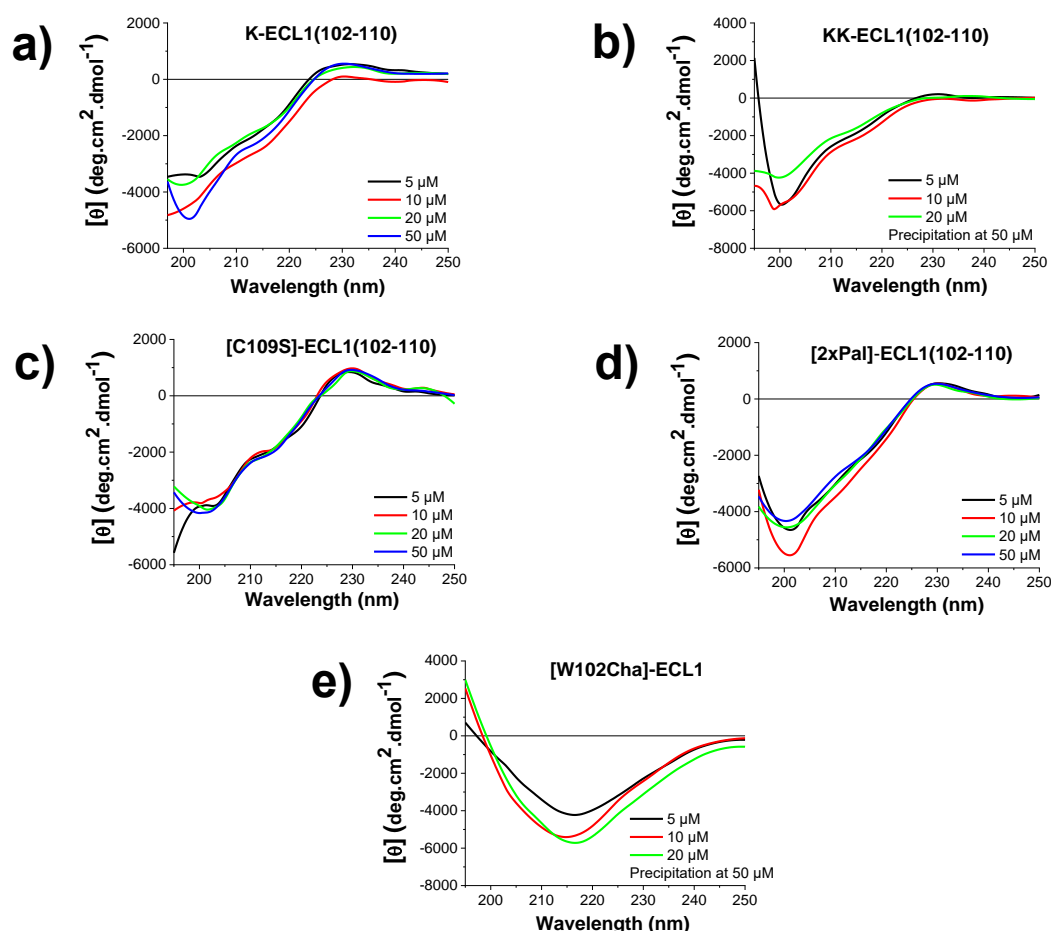 a)
K-ECL1(102-110)
[θ] (deg.cm².dmol⁻¹)
2000
0
-2000
-4000
-6000
5 µM
10 µM
20 µM
50 µM
200 210 220 230 240 250
Wavelength (nm)
b)
KK-ECL1(102-110)
[θ] (deg.cm².dmol⁻¹)
4000
2000
0
-2000
-4000
-6000
-8000
5 µM
10 µM
20 µM
Precipitation at 50 µM
200 210 220 230 240 250
Wavelength (nm)
c)
[C109S]-ECL1(102-110)
[θ] (deg.cm².dmol⁻¹)
2000
0
-2000
-4000
-6000
5 µM
10 µM
20 µM
50 µM
200 210 220 230 240 250
Wavelength (nm)
d)
[2xPal]-ECL1(102-110)
[θ] (deg.cm².dmol⁻¹)
2000
0
-2000
-4000
-6000
5 µM
10 µM
20 µM
50 µM
200 210 220 230 240 250
Wavelength (nm)
e)
[W102Cha]-ECL1
[θ] (deg.cm².dmol⁻¹)
4000
2000
0
-2000
-4000
-6000
-8000
5 µM
10 µM
20 µM
Precipitation at 50 µM
200 210 220 230 240 250
Wavelength (nm)